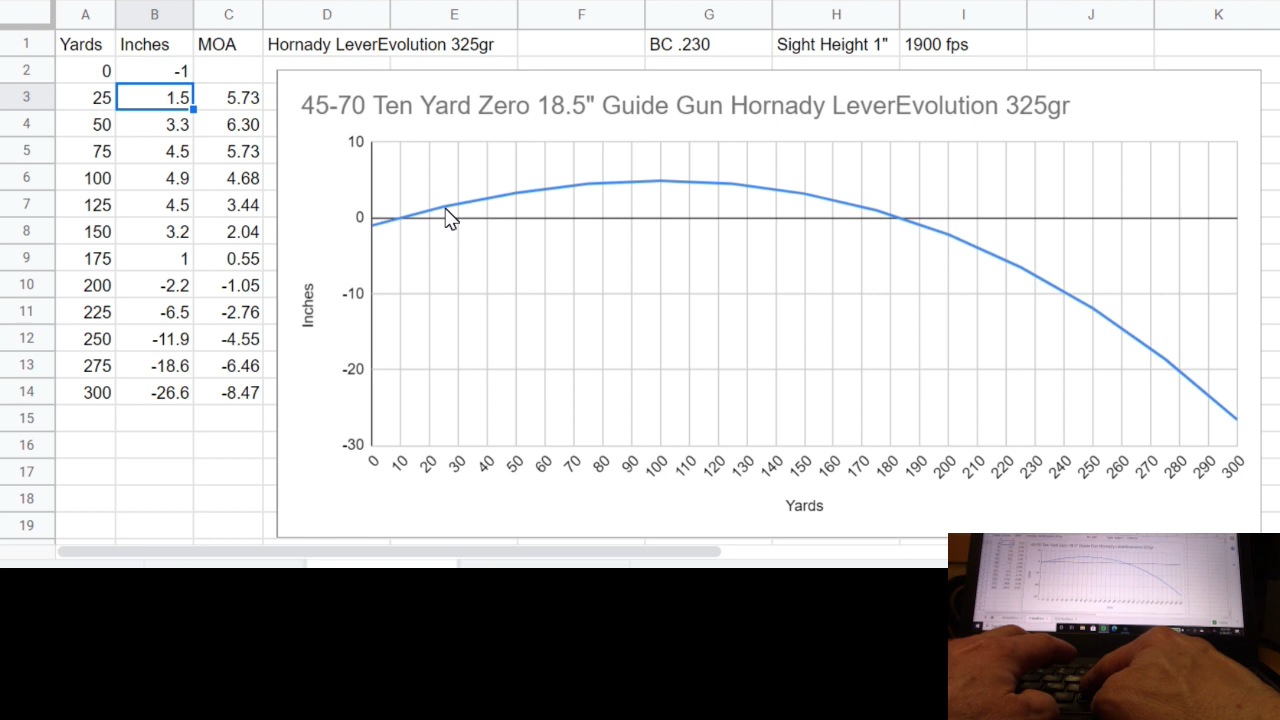 A B C D E F G H I J K
1 Yards Inches MOA Hornady LeverEvolution 325gr BC .230 Sight Height 1" 1900 fps
2 0 -1
3 25 1.5 5.73
4 50 3.3 6.30
5 75 4.5 5.73
6 100 4.9 4.68
7 125 4.5 3.44
8 150 3.2 2.04
9 175 1 0.55
10 200 -2.2 -1.05
11 225 -6.5 -2.76
12 250 -11.9 -4.55
13 275 -18.6 -6.46
14 300 -26.6 -8.47
15
16
17
18
19
45-70 Ten Yard Zero 18.5" Guide Gun Hornady LeverEvolution 325gr
10
0
-10
-20
-30
Inches
0 10 20 30 40 50 60 70 80 90 100 110 120 130 140 150 160 170 180 190 200 210 220 230 240 250 260 270 280 290 300
Yards